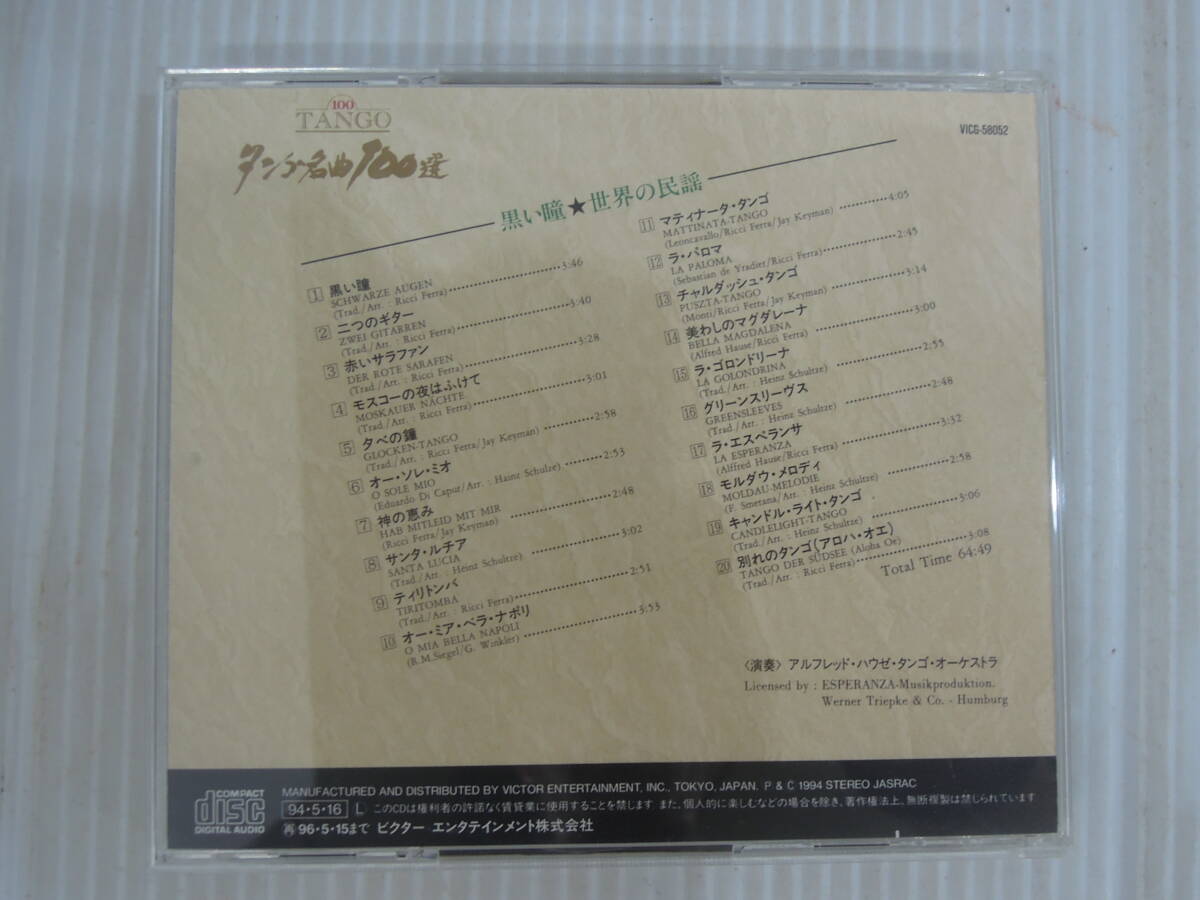 100
TANGO
タンゴ名曲100選
VICG-58052
黒い瞳★世界の民謡
1 黒い瞳
SCHWARZE AUGEN
(Trad./Arr. : Ricci Ferra) 3:46
2 二つのギター
ZWEI GITARREN
(Trad./Arr. : Ricci Ferra) 3:40
3 赤いサラファン
DER ROTE SARAFEN
(Trad./Arr. : Ricci Ferra) 3:28
4 モスコーの夜はふけて
MOSKAUER NÄCHTE
(Trad./Arr. : Ricci Ferra) 3:01
5 夕べの鐘
GLOCKEN-TANGO
(Trad./Arr. : Ricci Ferra/Jay Keyman) 2:58
6 オー・ソレ・ミオ
O SOLE MIO
(Eduardo Di Caput/Arr. : Hainz Schultze) 2:53
7 神の恵み
HAB MITLEID MIT MIR
(Ricci Ferra/Jay Keyman) 2:48
8 サンタ・ルチア
SANTA LUCIA
(Trad./Arr. : Heinz Schultze) 3:02
9 ティリトンバ
TIRITOMBA
(Trad./Arr. : Ricci Ferra) 2:51
10 オー・ミア・ベラ・ナポリ
O MIA BELLA NAPOLI
(R.M.Siegel/G. Winkler) 3:53
11 マティナータ・タンゴ
MATTINATA-TANGO
(Leoncavallo/Ricci Ferra/Jay Keyman) 4:05
12 ラ・パロマ
LA PALOMA
(Sebastian de Yradier/Ricci Ferra) 2:45
13 チャルダッシュ・タンゴ
PUSZTA-TANGO
(Monti/Ricci Ferra/Jay Keyman) 3:14
14 美わしのマグダレーナ
BELLA MAGDALENA
(Alfred Hause/Ricci Ferra) 3:00
15 ラ・ゴロンドリーナ
LA GOLONDRINA
(Trad./Arr. : Heinz Schultze) 2:55
16 グリーンスリーヴス
GREENSLEEVES
(Trad./Arr. : Heinz Schultze) 2:48
17 ラ・エスペランサ
LA ESPERANZA
(Alffred Hause/Ricci Ferra) 3:32
18 モルダウ・メロディ
MOLDAU-MELODIE
(F. Smetana/Arr. : Heinz Schultze) 2:58
19 キャンドル・ライト・タンゴ
CANDLELIGHT-TANGO
(Trad./Arr. : Heinz Schultze) 3:06
20 別れのタンゴ(アロハ・オエ)
TANGO DER SÜDSEE (Aloha Oe)
(Trad./Arr. : Ricci Ferra) 3:08
Total Time 64:49
〈演奏〉アルフレッド・ハウゼ・タンゴ・オーケストラ
Licensed by : ESPERANZA-Musikproduktion.
Werner Triepke & Co. - Humburg
COMPACT
disc
DIGITAL AUDIO
MANUFACTURED AND DISTRIBUTED BY VICTOR ENTERTAINMENT, INC., TOKYO, JAPAN. P & C 1994 STEREO JASRAC
94・5・16 L このCDは権利者の許諾なく賃貸業に使用することを禁じます。また、個人的に楽しむなどの場合を除き、著作権法上、無断複製は禁じられています
再96・5・15まで ビクター エンタテインメント株式会社